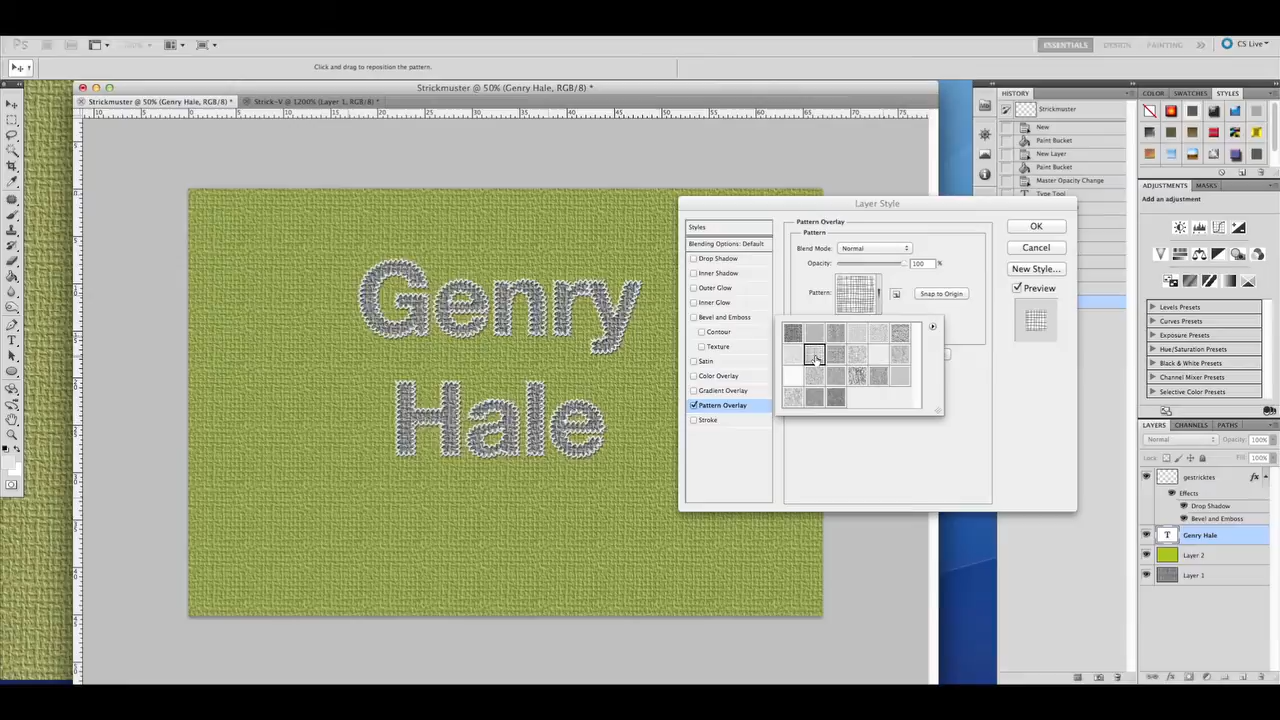 PS
ESSENTIALS
DESIGN
PAINTING
CS Live
Click and drag to reposition the pattern.
Strickmuster @ 50% (Genry Hale, RGB/8) *
Strickmuster @ 50% (Genry Hale, RGB/8) *
Strick-V @ 1200% (Layer 1, RGB/8) *
Genry
Hale
Layer Style
Styles
Blending Options: Default
Drop Shadow
Inner Shadow
Outer Glow
Inner Glow
Bevel and Emboss
Contour
Texture
Satin
Color Overlay
Gradient Overlay
Pattern Overlay
Stroke
Pattern Overlay
Pattern
Blend Mode: Normal
Opacity: 100 %
Pattern:
Snap to Origin
OK
Cancel
New Style...
Preview
HISTORY
Strickmuster
New
Paint Bucket
New Layer
Paint Bucket
Master Opacity Change
Type Tool
COLOR
SWATCHES
STYLES
ADJUSTMENTS
MASKS
Add an adjustment
Levels Presets
Curves Presets
Hue/Saturation Presets
Black & White Presets
Channel Mixer Presets
Selective Color Presets
LAYERS
CHANNELS
PATHS
Normal
Opacity: 100%
Lock:
Fill: 100%
gestricktes
fx
Effects
Drop Shadow
Bevel and Emboss
T
Genry Hale
Layer 2
Layer 1